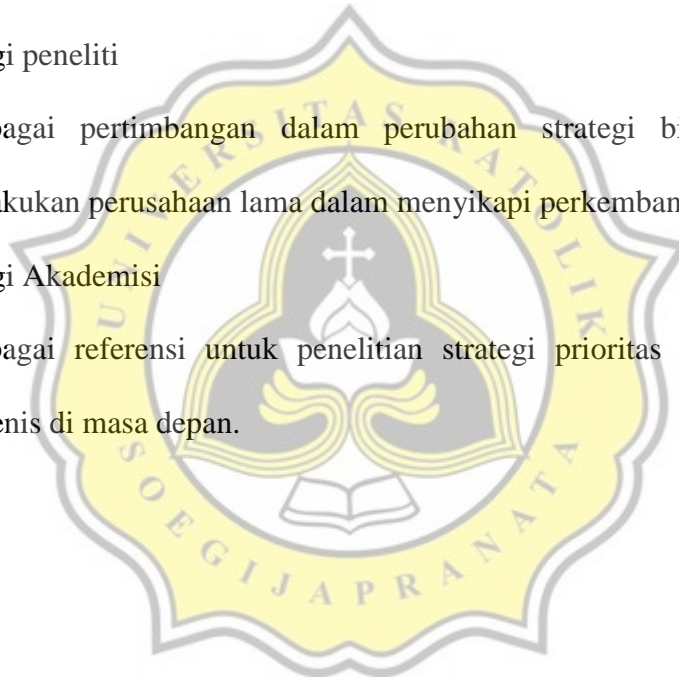 gi peneliti
bagai pertimbangan dalam perubahan strategi bi
akukan perusahaan lama dalam menyikapi perkemban
gi Akademisi
bagai referensi untuk penelitian strategi prioritas
enis di masa depan.
UNIVERSITAS KATOLIK
SOEGIJAPRANATA